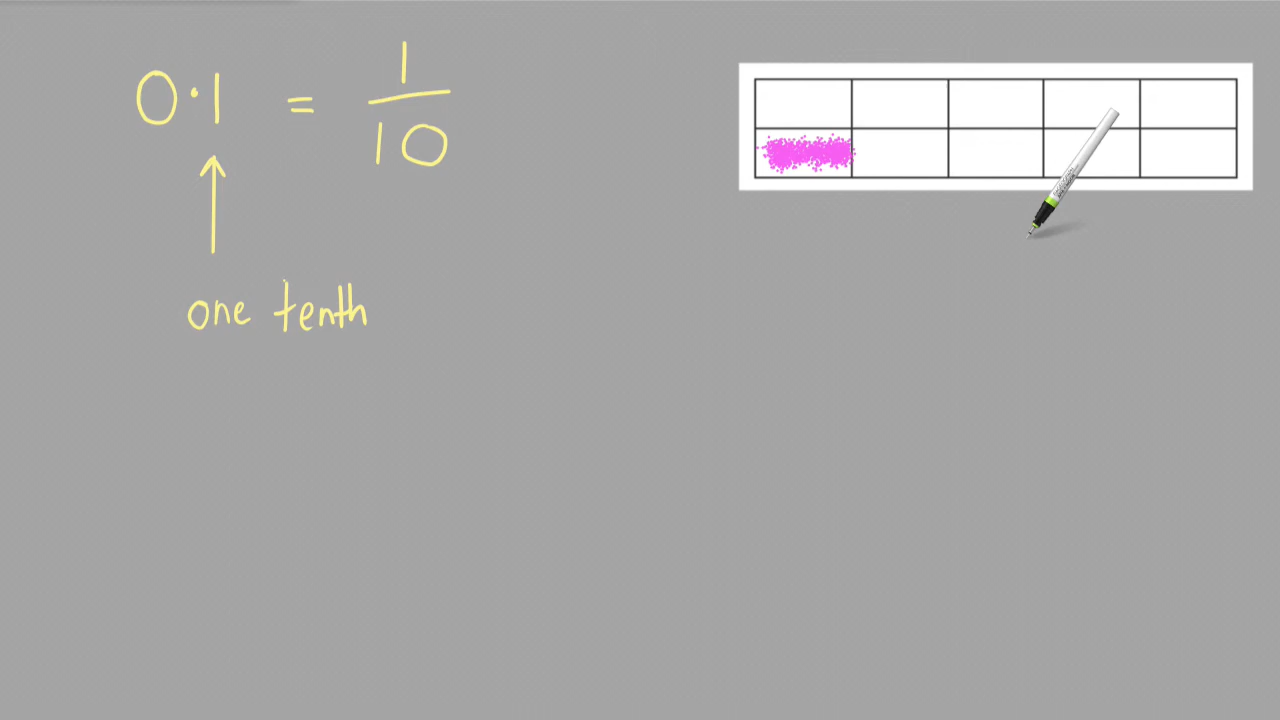 0·1 = 1/10
one tenth